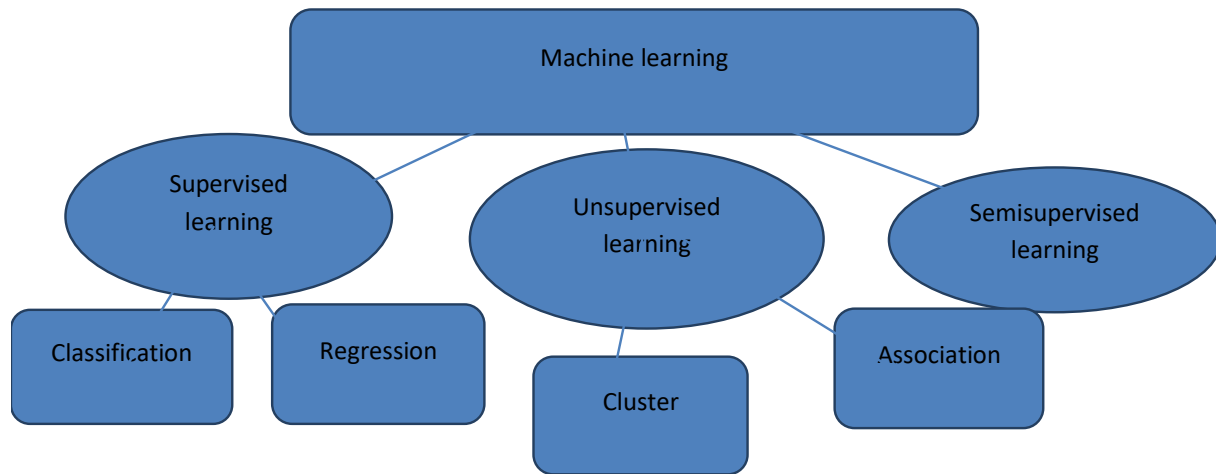 Machine learning
Supervised
learning
Unsupervised
learning
Semisupervised
learning
Classification
Regression
Cluster
Association